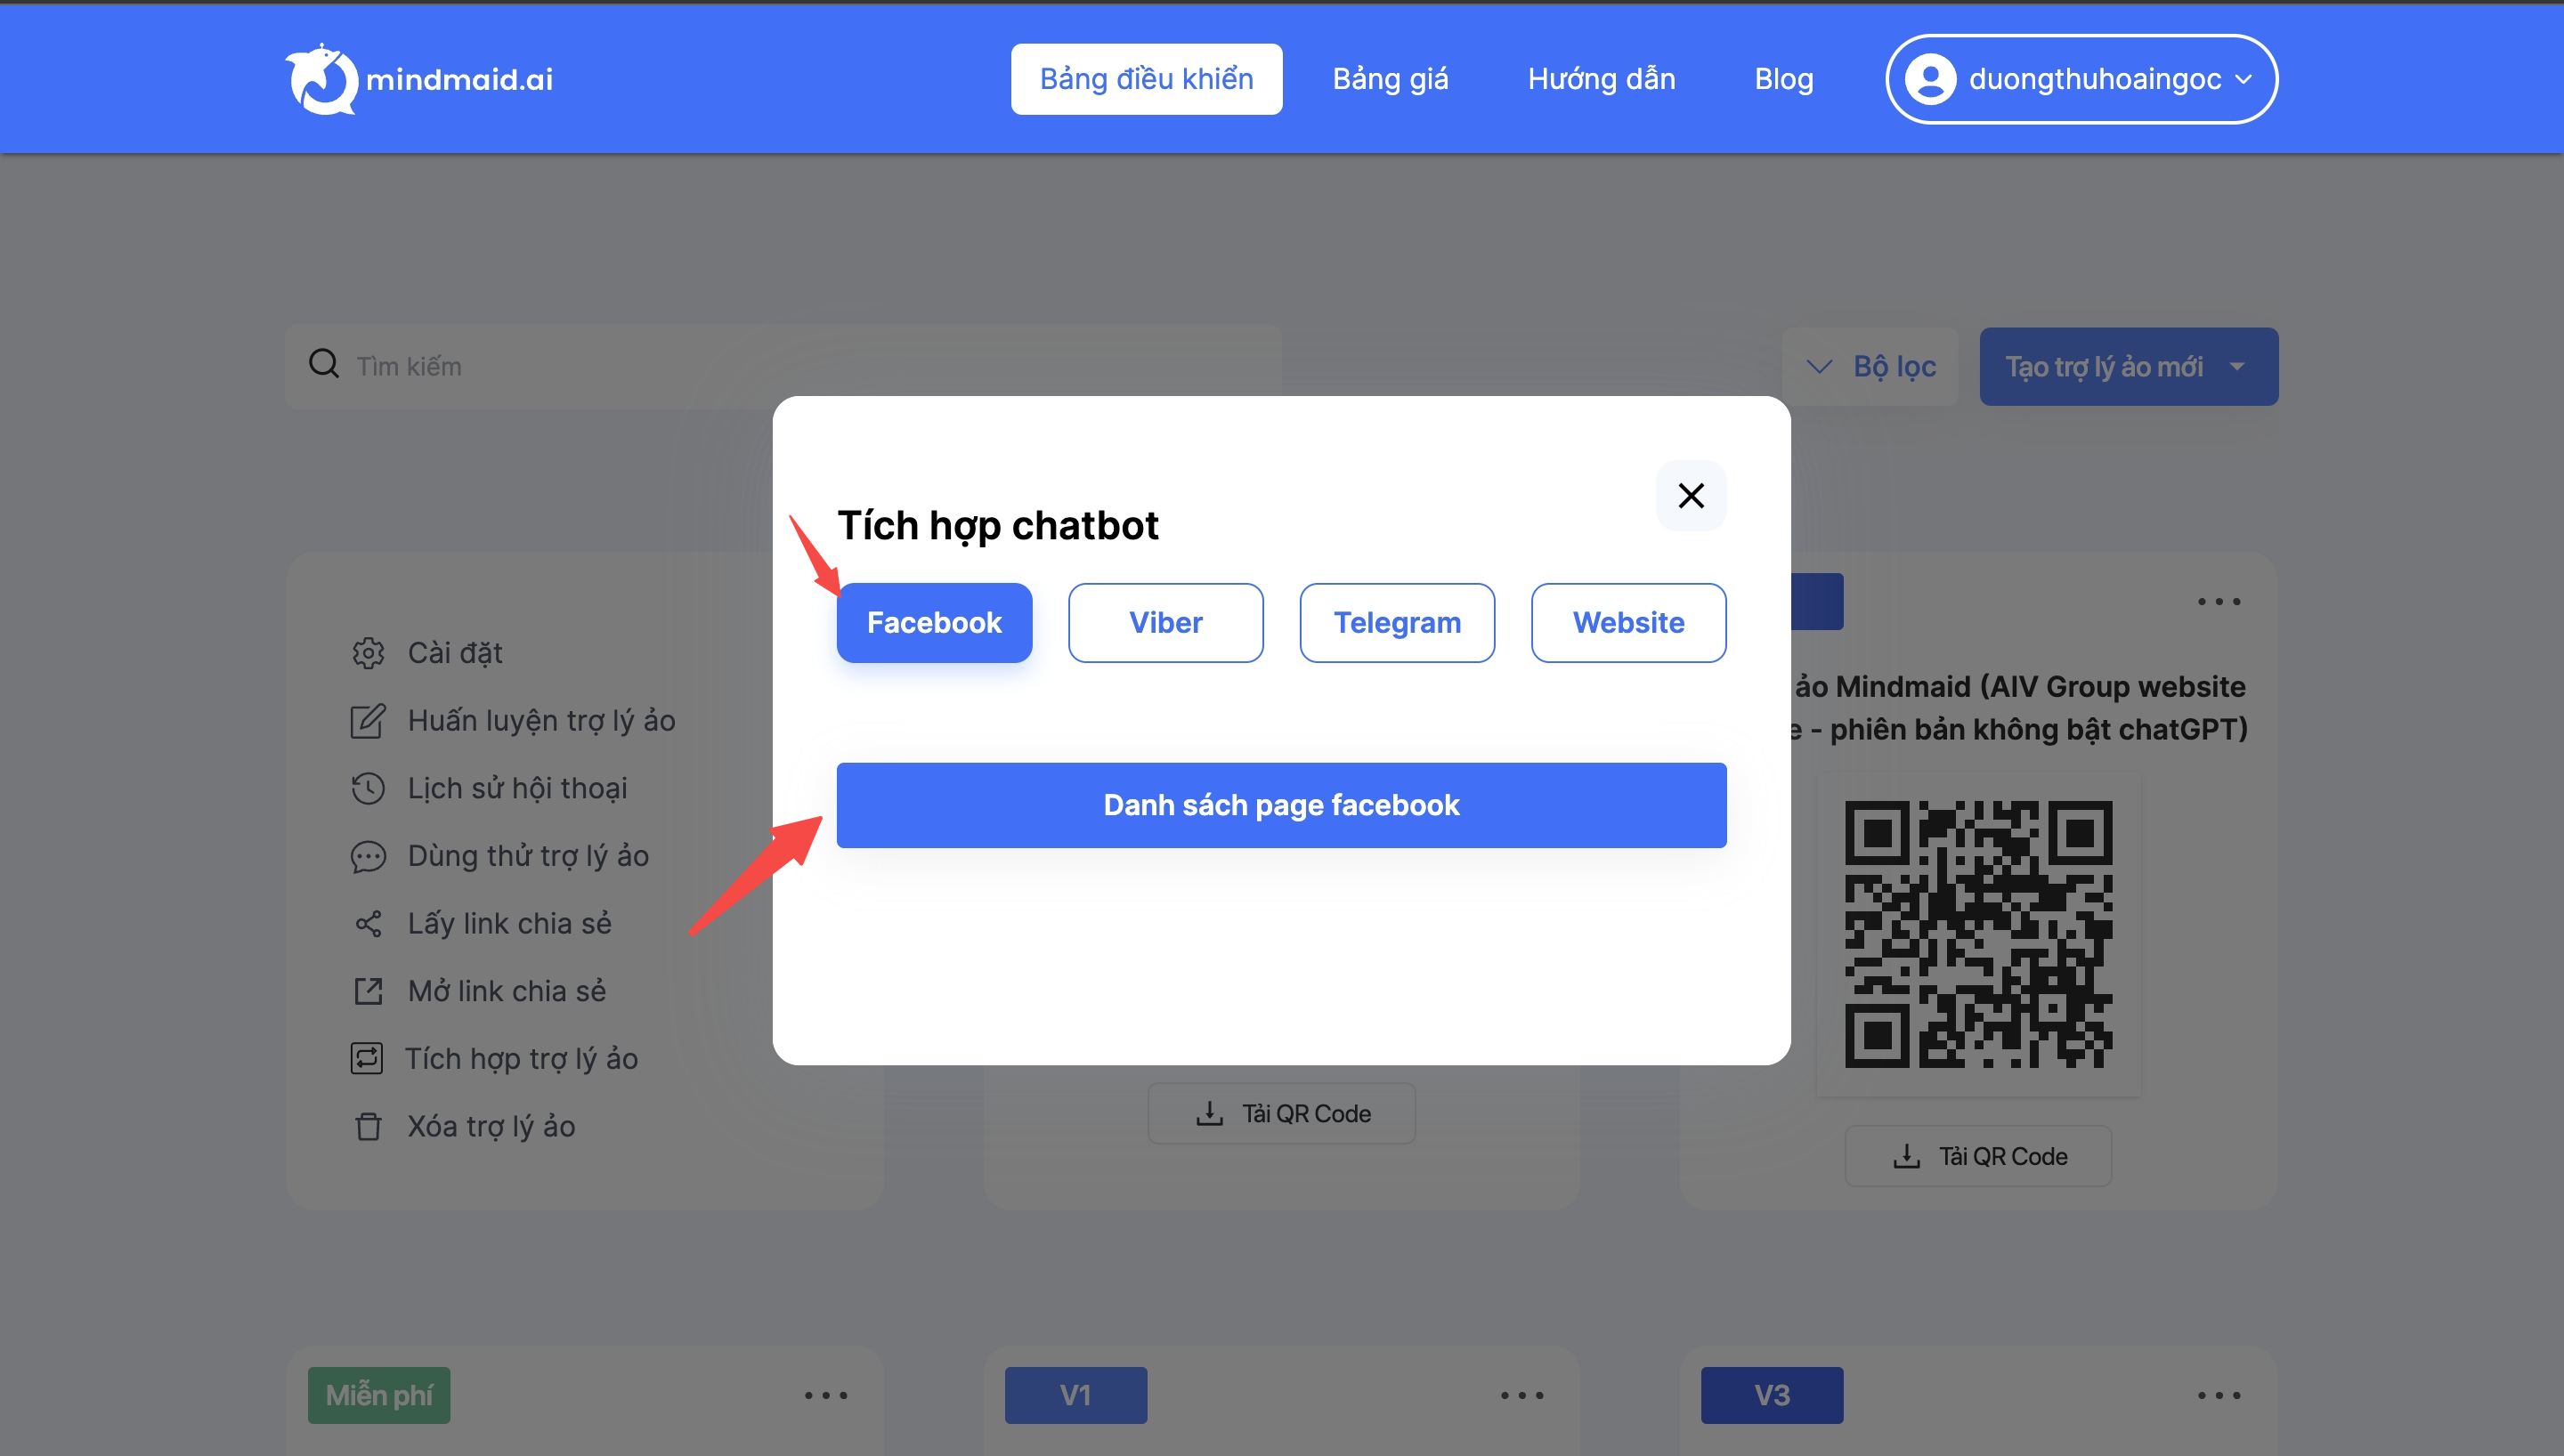 mindmaid.ai
Bảng điều khiển
Bảng giá
Hướng dẫn
Blog
duongthuhoaingoc
Tìm kiếm
Bộ lọc
Tạo trợ lý ảo mới
Tích hợp chatbot
Facebook
Viber
Telegram
Website
Danh sách page facebook
Cài đặt
Huấn luyện trợ lý ảo
Lịch sử hội thoại
Dùng thử trợ lý ảo
Lấy link chia sẻ
Mở link chia sẻ
Tích hợp trợ lý ảo
Xóa trợ lý ảo
Tải QR Code
ảo Mindmaid (AIV Group website
e - phiên bản không bật chatGPT)
Tải QR Code
Miễn phí
V1
V3